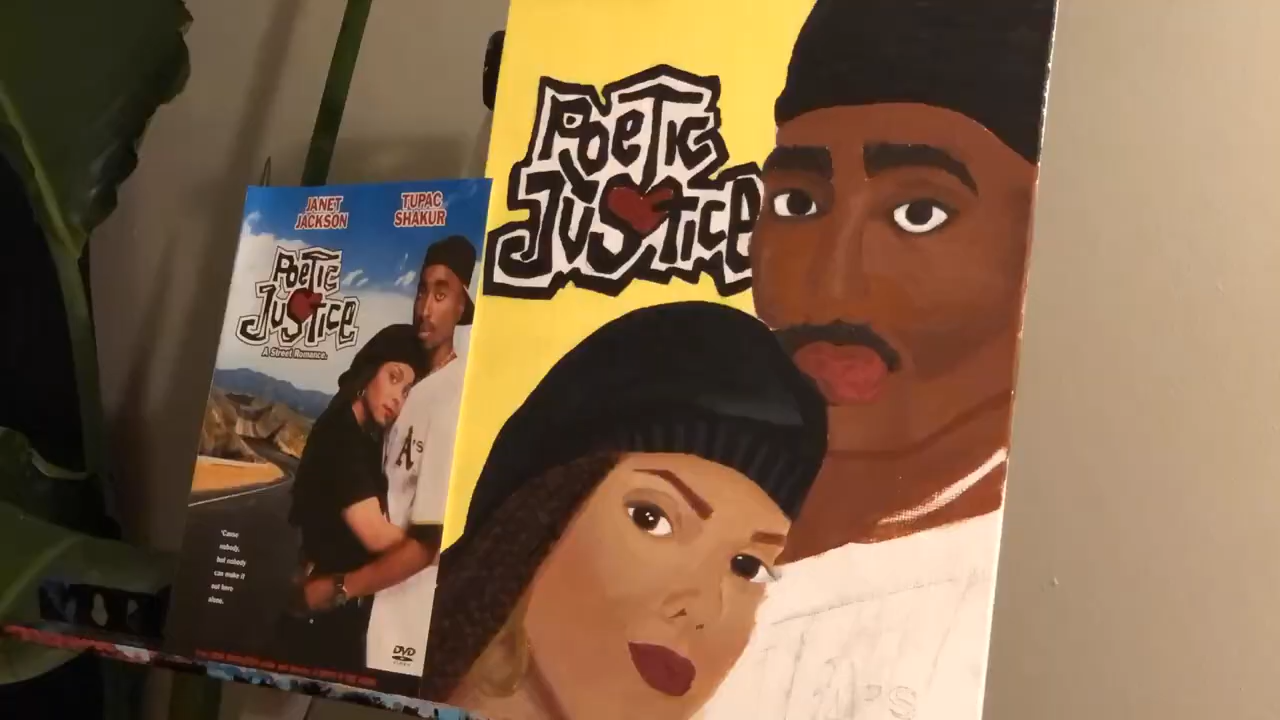 JANET
JACKSON
TUPAC
SHAKUR
POETIC
JUSTICE
A Street Romance.
A's
'Cause
nobody,
but nobody
can make it
out here
alone.
DVD
VIDEO
POETIC
JUSTICE
A's